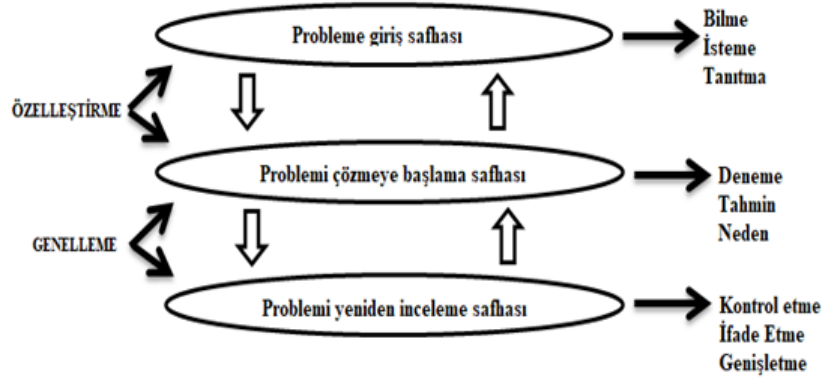 Probleme giriş safhası
Bilme
İsteme
Tanıtma
ÖZELLEŞTİRME
Problemi çözmeye başlama safhası
Deneme
Tahmin
Neden
GENELLEME
Problemi yeniden inceleme safhası
Kontrol etme
İfade Etme
Genişletme